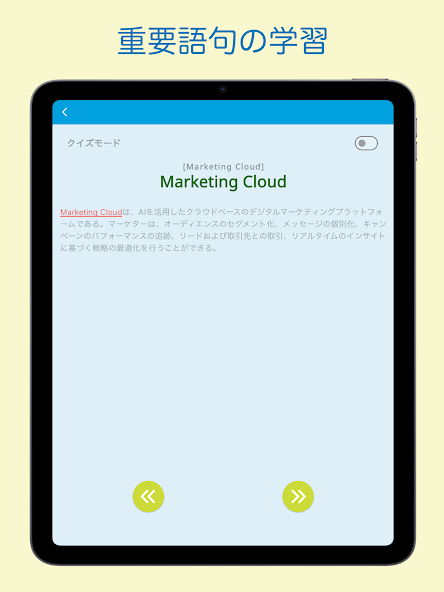 重要語句の学習
クイズモード
[Marketing Cloud]
Marketing Cloud
Marketing Cloudは、AIを活用したクラウドベースのデジタルマーケティングプラットフォ
ームである。マーケターは、オーディエンスのセグメント化、メッセージの個別化、キャン
ペーンのパフォーマンスの追跡、リードおよび取引先との取引、リアルタイムのインサイト
に基づく戦略の最適化を行うことができる。